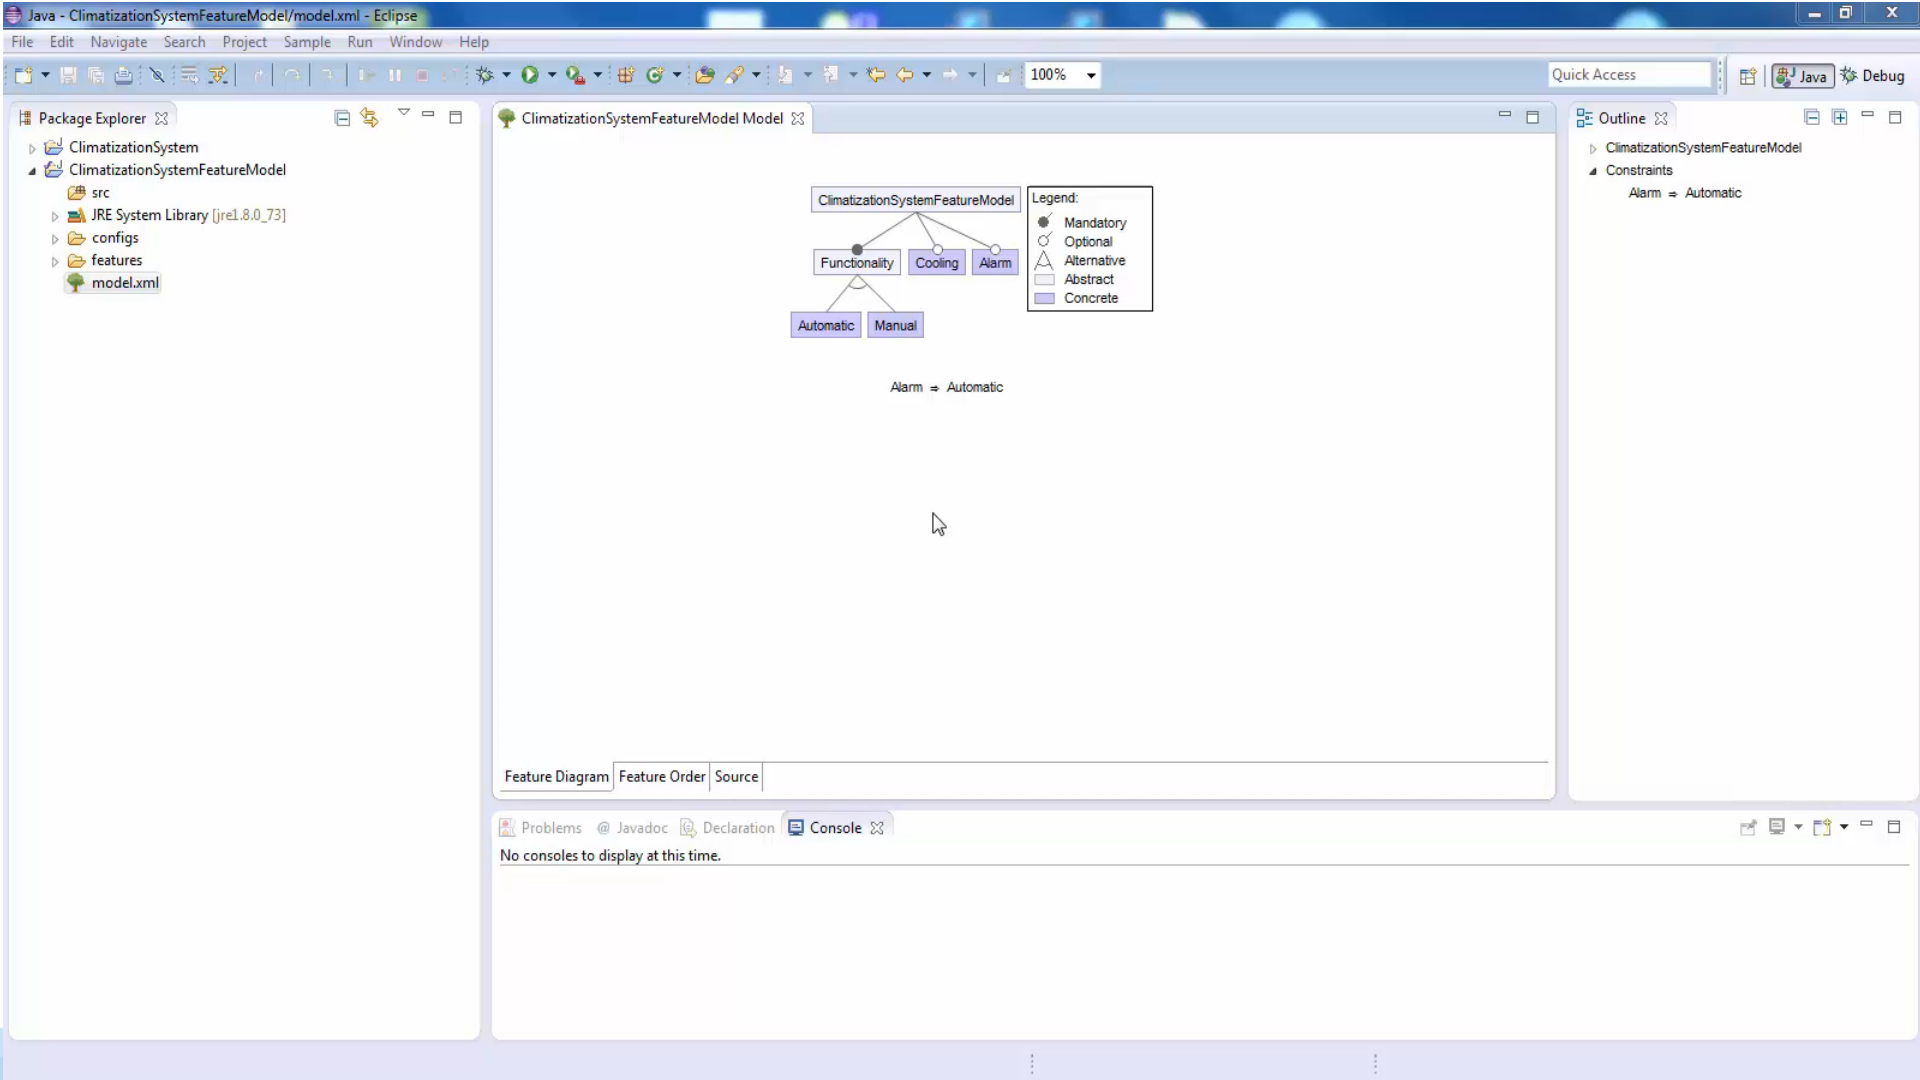 Java - ClimatizationSystemFeatureModel/model.xml - Eclipse
File Edit Navigate Search Project Sample Run Window Help
100% Quick Access Java Debug
Package Explorer
ClimatizationSystem
ClimatizationSystemFeatureModel
src
JRE System Library [jre1.8.0_73]
configs
features
model.xml
ClimatizationSystemFeatureModel Model
ClimatizationSystemFeatureModel
Functionality Cooling Alarm
Automatic Manual
Alarm ⇒ Automatic
Legend:
Mandatory
Optional
Alternative
Abstract
Concrete
Feature Diagram Feature Order Source
Outline
ClimatizationSystemFeatureModel
Constraints
Alarm ⇒ Automatic
Problems @ Javadoc Declaration Console
No consoles to display at this time.